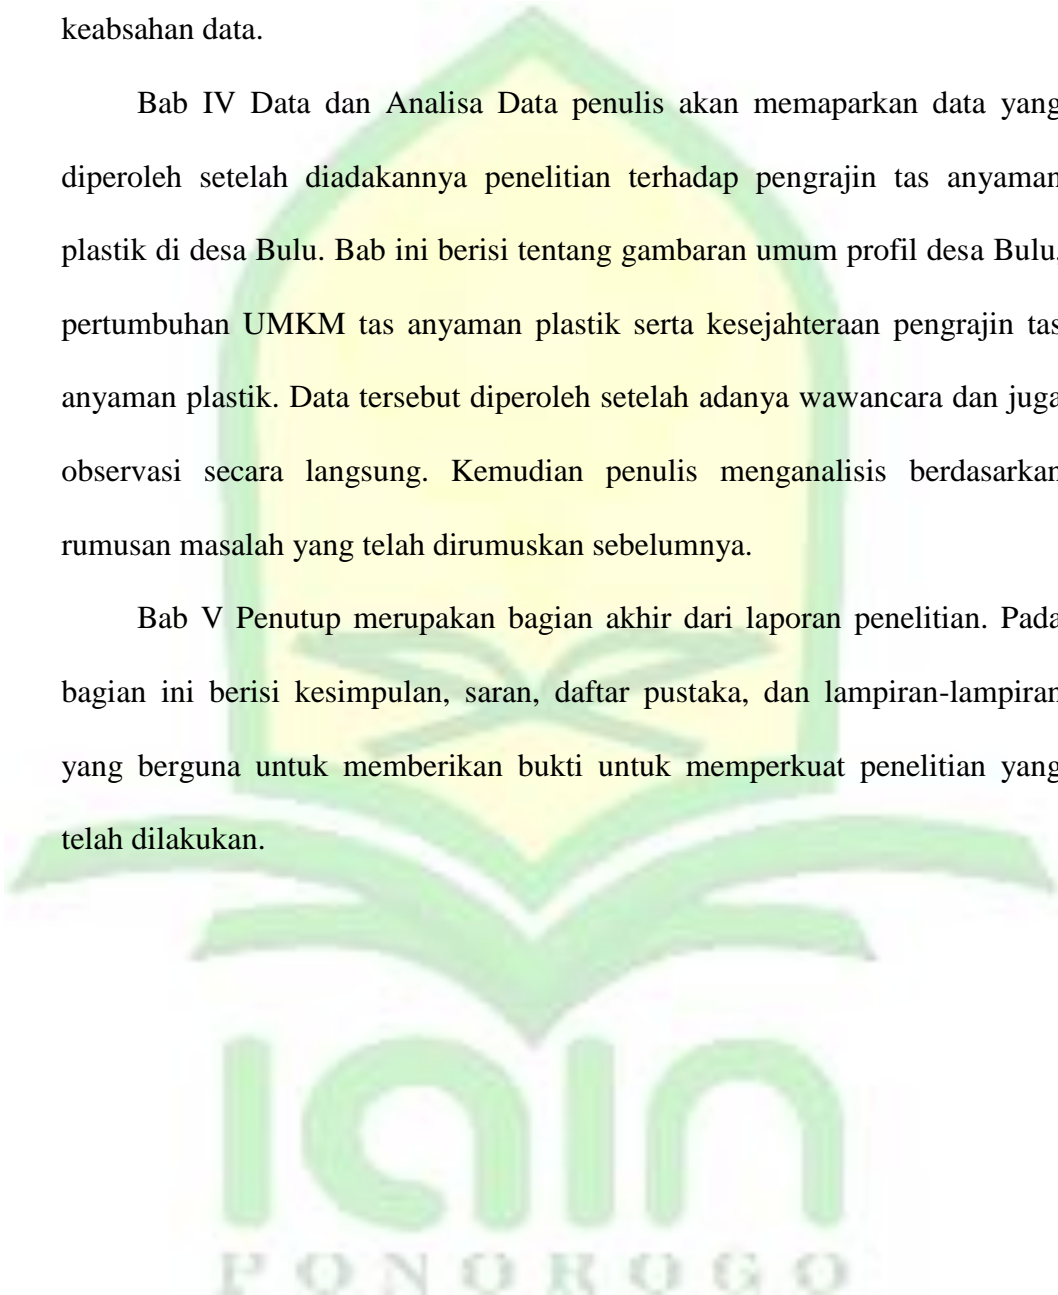 keabsahan data.
Bab IV Data dan Analisa Data penulis akan memaparkan data yang
diperoleh setelah diadakannya penelitian terhadap pengrajin tas anyaman
plastik di desa Bulu. Bab ini berisi tentang gambaran umum profil desa Bulu,
pertumbuhan UMKM tas anyaman plastik serta kesejahteraan pengrajin tas
anyaman plastik. Data tersebut diperoleh setelah adanya wawancara dan juga
observasi secara langsung. Kemudian penulis menganalisis berdasarkan
rumusan masalah yang telah dirumuskan sebelumnya.
Bab V Penutup merupakan bagian akhir dari laporan penelitian. Pada
bagian ini berisi kesimpulan, saran, daftar pustaka, dan lampiran-lampiran
yang berguna untuk memberikan bukti untuk memperkuat penelitian yang
telah dilakukan.
iain
PONOROGO